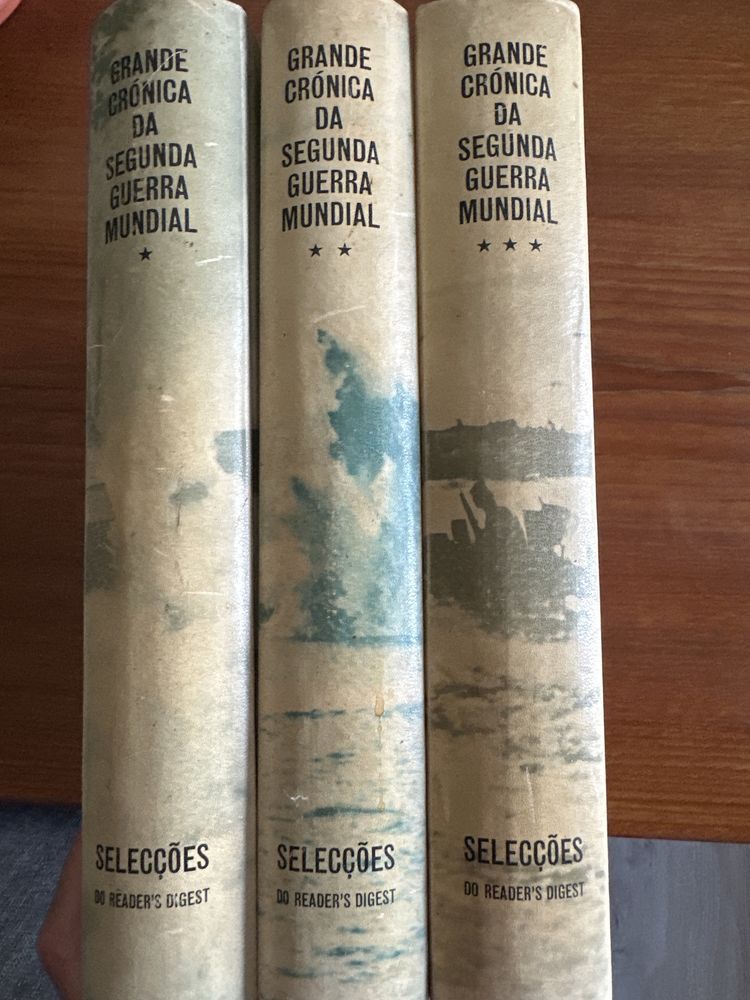 GRANDE
CRÓNICA
DA
SEGUNDA
GUERRA
MUNDIAL
★
SELECÇÕES
DO READER'S DIGEST
GRANDE
CRÓNICA
DA
SEGUNDA
GUERRA
MUNDIAL
★ ★
SELECÇÕES
DO READER'S DIGEST
GRANDE
CRÓNICA
DA
SEGUNDA
GUERRA
MUNDIAL
★ ★ ★
SELECÇÕES
DO READER'S DIGEST